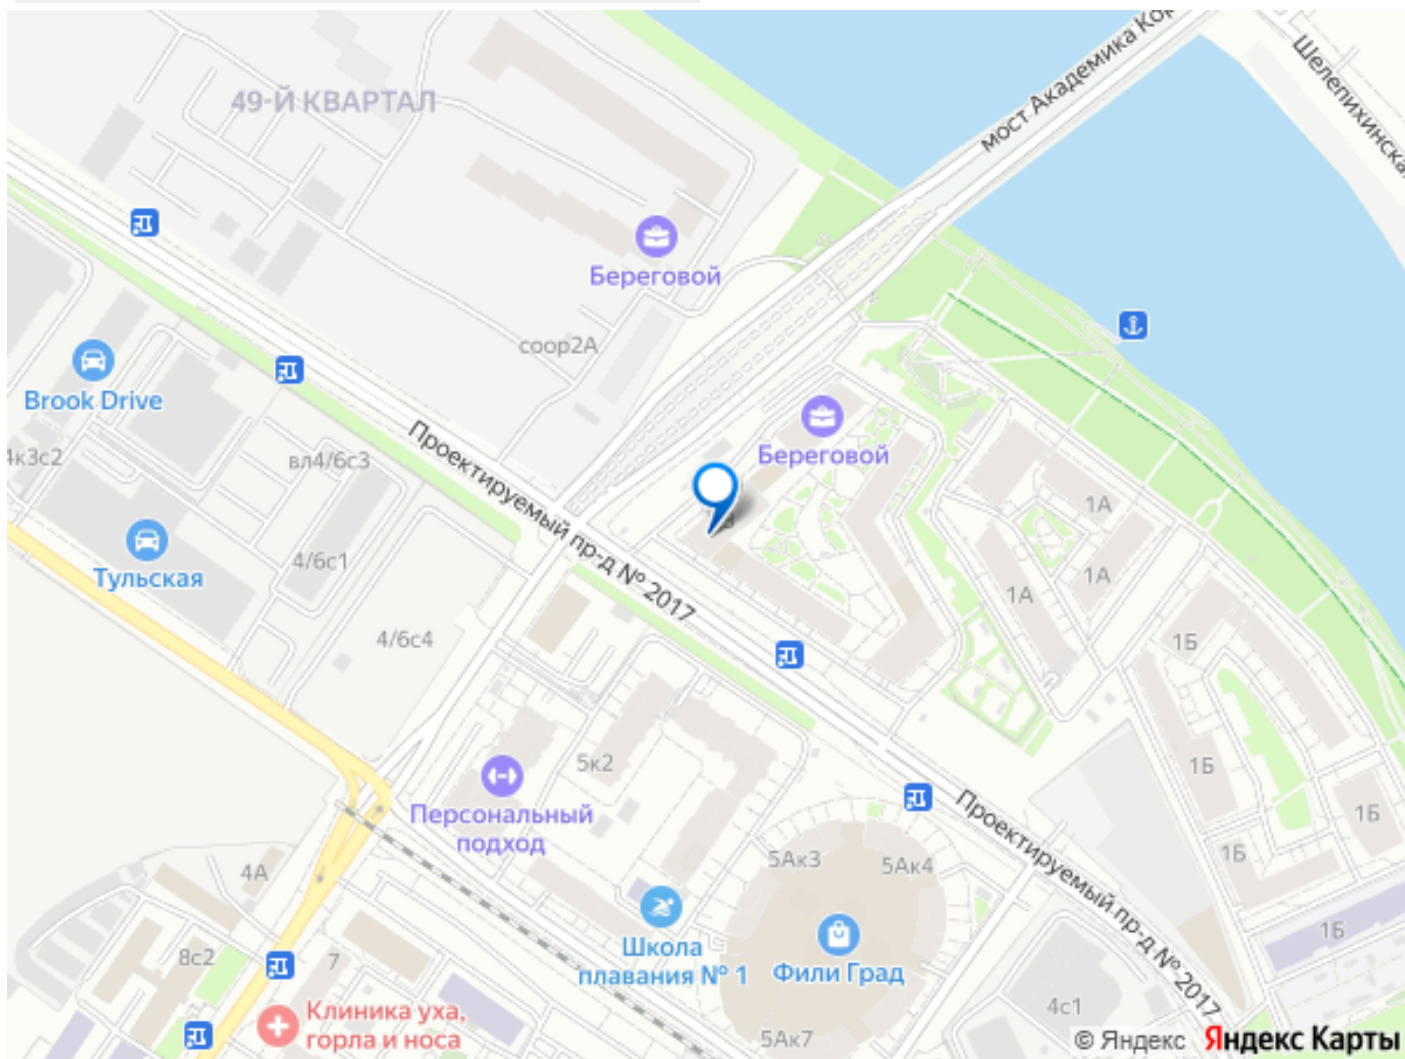 мост Академика Кор
Шелепихинская
49-Й КВАРТАЛ
Береговой
соор2А
Brook Drive
4к3с2
вл4/6с3
Проектируемый пр-д № 2017
Береговой
1А
1А
1А
Тульская
4/6с1
4/6с4
1Б
5к2
1Б
Персональный
подход
Проектируемый пр-д № 2017
1Б
1Б
4А
5Ак3
5Ак4
1Б
8с2
7
Школа
плавания № 1
Фили Град
Клиника уха,
горла и носа
4с1
5Ак7
© Яндекс Яндекс Карты